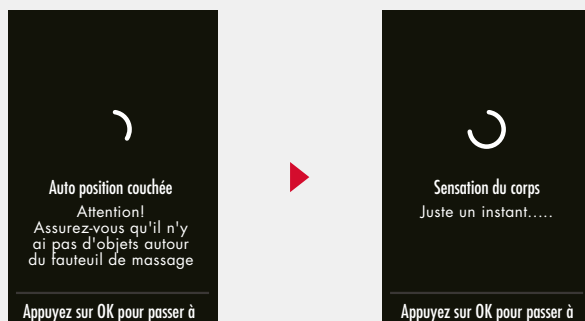 Auto position couchée
Attention!
Assurez-vous qu'il n'y
ai pas d'objets autour
du fauteuil de massage
Appuyez sur OK pour passer à
Sensation du corps
Juste un instant.....
Appuyez sur OK pour passer à